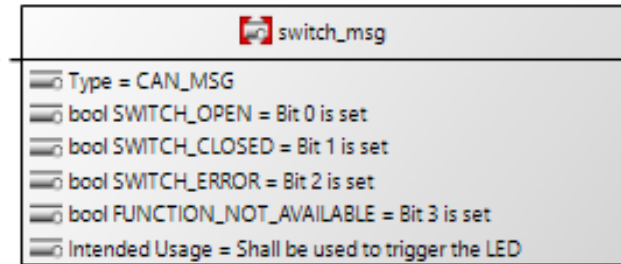 switch_msg
Type = CAN_MSG
bool SWITCH_OPEN = Bit 0 is set
bool SWITCH_CLOSED = Bit 1 is set
bool SWITCH_ERROR = Bit 2 is set
bool FUNCTION_NOT_AVAILABLE = Bit 3 is set
Intended Usage = Shall be used to trigger the LED